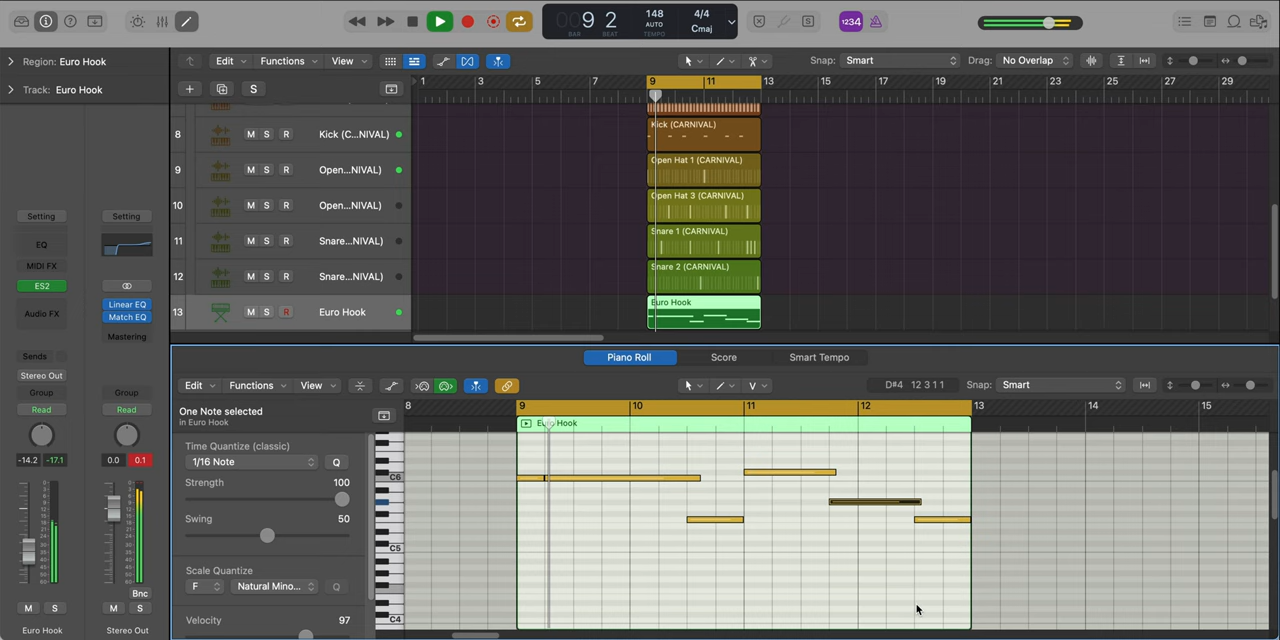 009 2
BAR BEAT
148
AUTO
TEMPO
4/4
Cmaj
S
1234
Region: Euro Hook
Edit Functions View
Snap: Smart
Drag: No Overlap
Track: Euro Hook
S
1 3 5 7 9 11 13 15 17 19 21 23 25 27 29
8 M S R Kick (C...NIVAL)
Kick (CARNIVAL)
9 M S R Open...NIVAL)
Open Hat 1 (CARNIVAL)
10 M S R Open...NIVAL)
Open Hat 3 (CARNIVAL)
11 M S R Snare...NIVAL)
Snare 1 (CARNIVAL)
12 M S R Snare...NIVAL)
Snare 2 (CARNIVAL)
13 M S R Euro Hook
Euro Hook
Setting Setting
EQ
MIDI FX
ES2
Audio FX
Linear EQ
Match EQ
Mastering
Sends
Stereo Out
Group Group
Read Read
-14.2 -17.1 0.0 0.1
Bnc
M S M S
Euro Hook Stereo Out
Piano Roll Score Smart Tempo
Edit Functions View
V
D#4 12 3 1 1
Snap: Smart
One Note selected
in Euro Hook
8 9 10 11 12 13 14 15
Euro Hook
Time Quantize (classic)
1/16 Note Q
Strength 100
Swing 50
Scale Quantize
F Natural Mino... Q
Velocity 97
C6
C5
C4